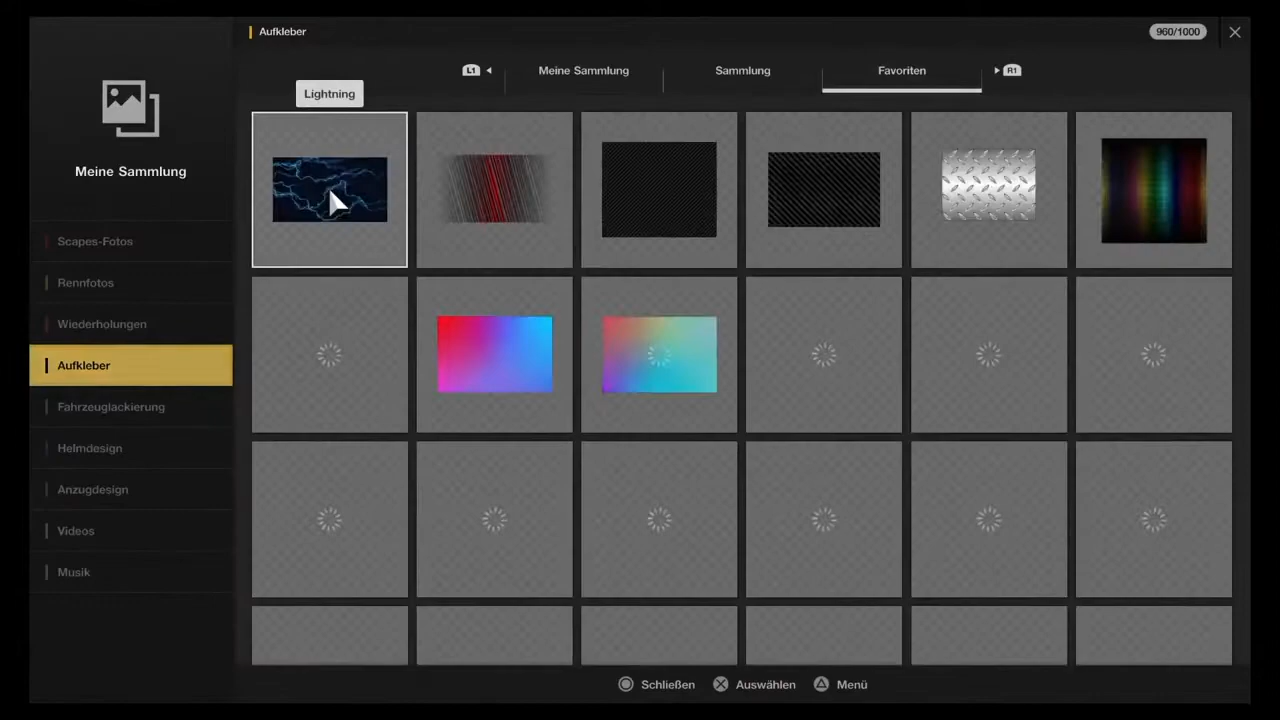 Aufkleber
960/1000
L1
Meine Sammlung
Sammlung
Favoriten
R1
Lightning
Meine Sammlung
Scapes-Fotos
Rennfotos
Wiederholungen
Aufkleber
Fahrzeuglackierung
Helmdesign
Anzugdesign
Videos
Musik
Schließen
Auswählen
Menü